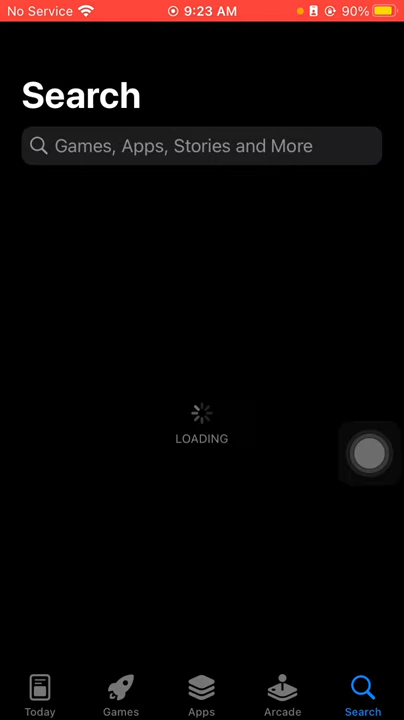 No Service 9:23 AM 90%
Search
Games, Apps, Stories and More
LOADING
Today Games Apps Arcade Search